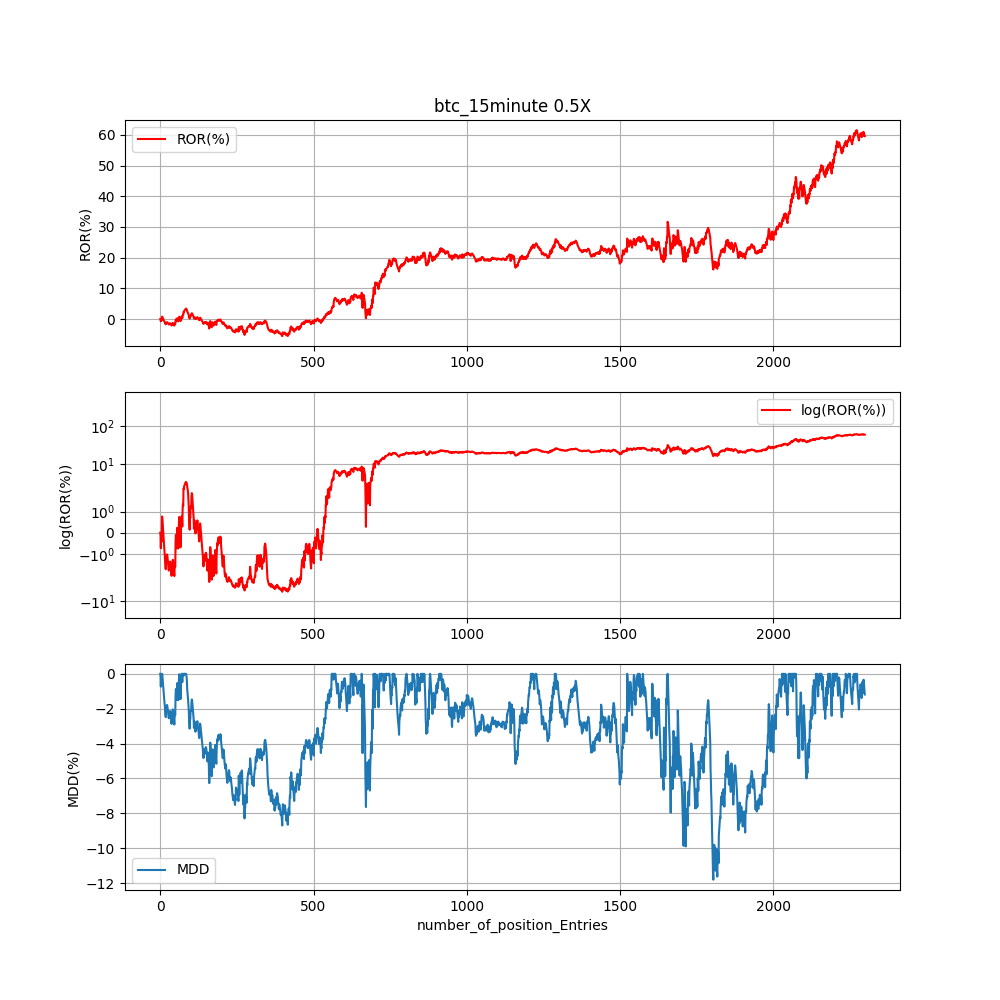 btc_15minute 0.5X
ROR(%)
60
50
40
30
20
10
0
ROR(%)
0 500 1000 1500 2000
log(ROR(%))
10²
10¹
10⁰
0
−10⁰
−10¹
log(ROR(%))
0 500 1000 1500 2000
0
−2
−4
−6
−8
−10
−12
MDD(%)
MDD
0 500 1000 1500 2000
number_of_position_Entries